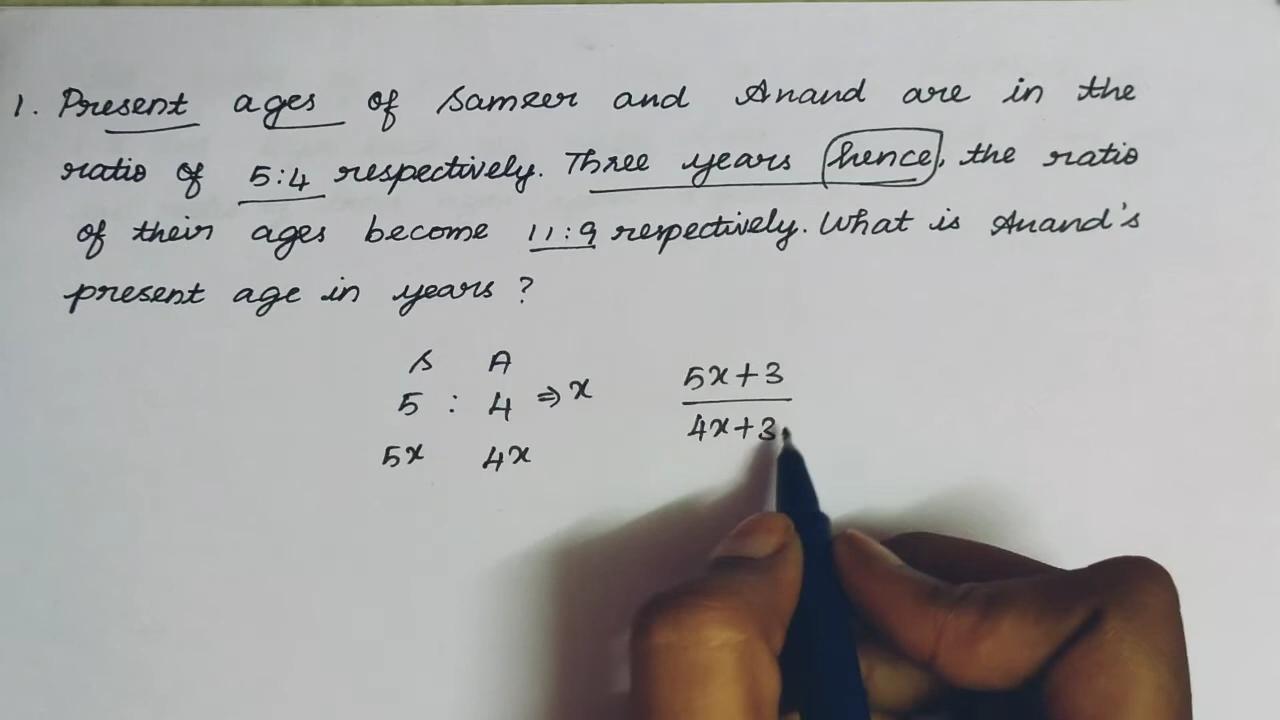 1. Present ages of Sameer and Anand are in the
ratio of 5:4 respectively. Three years hence, the ratio
of their ages become 11:9 respectively. What is Anand's
present age in years ?
S A
5 : 4 ⇒ x
5x 4x
5x+3
4x+3